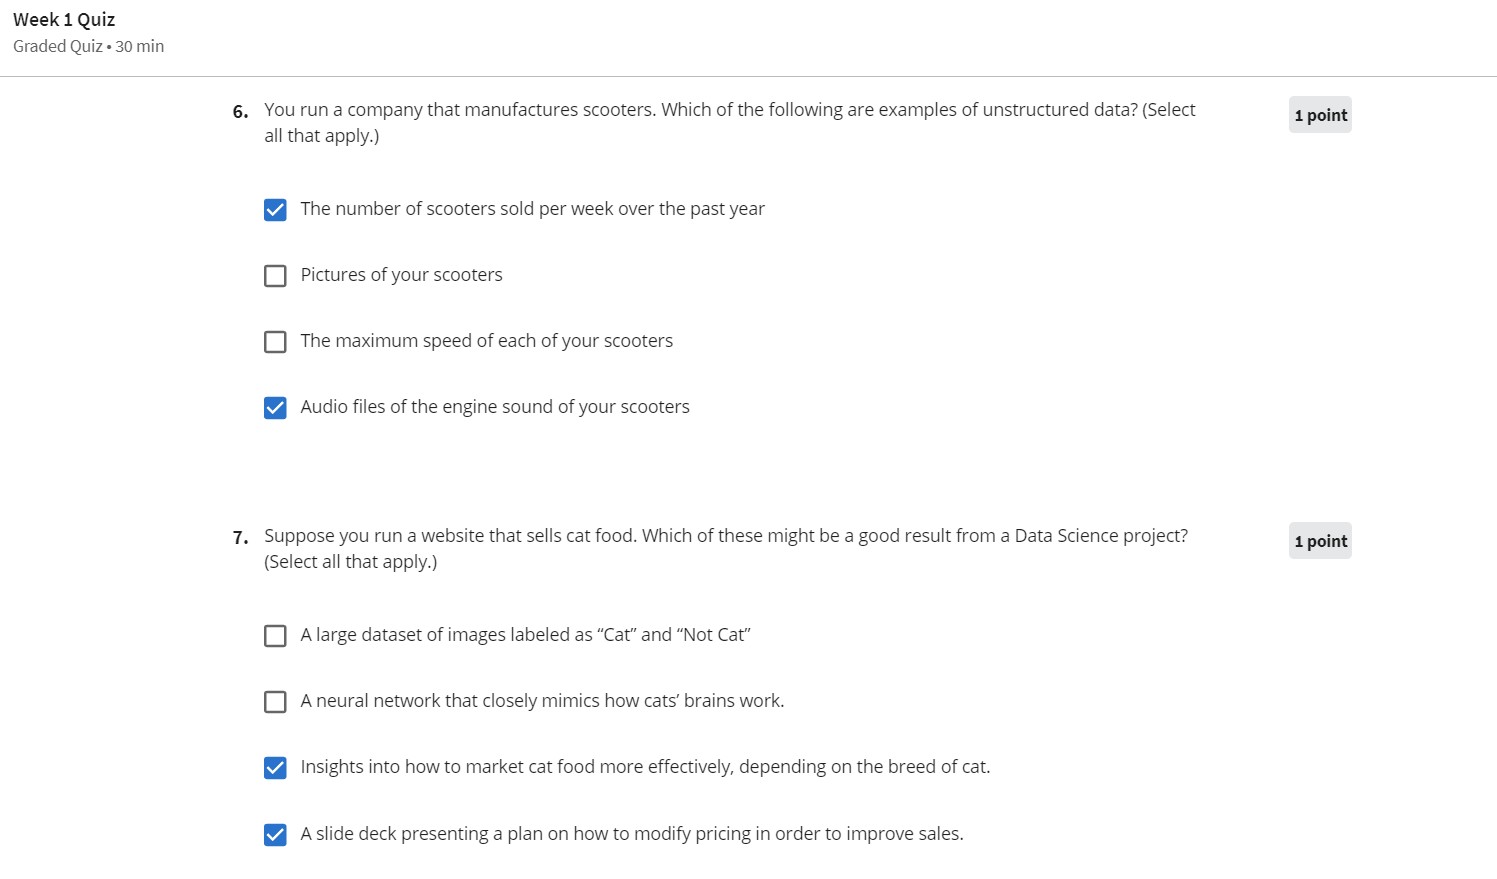 Week 1 Quiz
Graded Quiz • 30 min
6. You run a company that manufactures scooters. Which of the following are examples of unstructured data? (Select
all that apply.)
1 point
The number of scooters sold per week over the past year
Pictures of your scooters
The maximum speed of each of your scooters
Audio files of the engine sound of your scooters
7. Suppose you run a website that sells cat food. Which of these might be a good result from a Data Science project?
(Select all that apply.)
1 point
A large dataset of images labeled as “Cat” and “Not Cat”
A neural network that closely mimics how cats’ brains work.
Insights into how to market cat food more effectively, depending on the breed of cat.
A slide deck presenting a plan on how to modify pricing in order to improve sales.